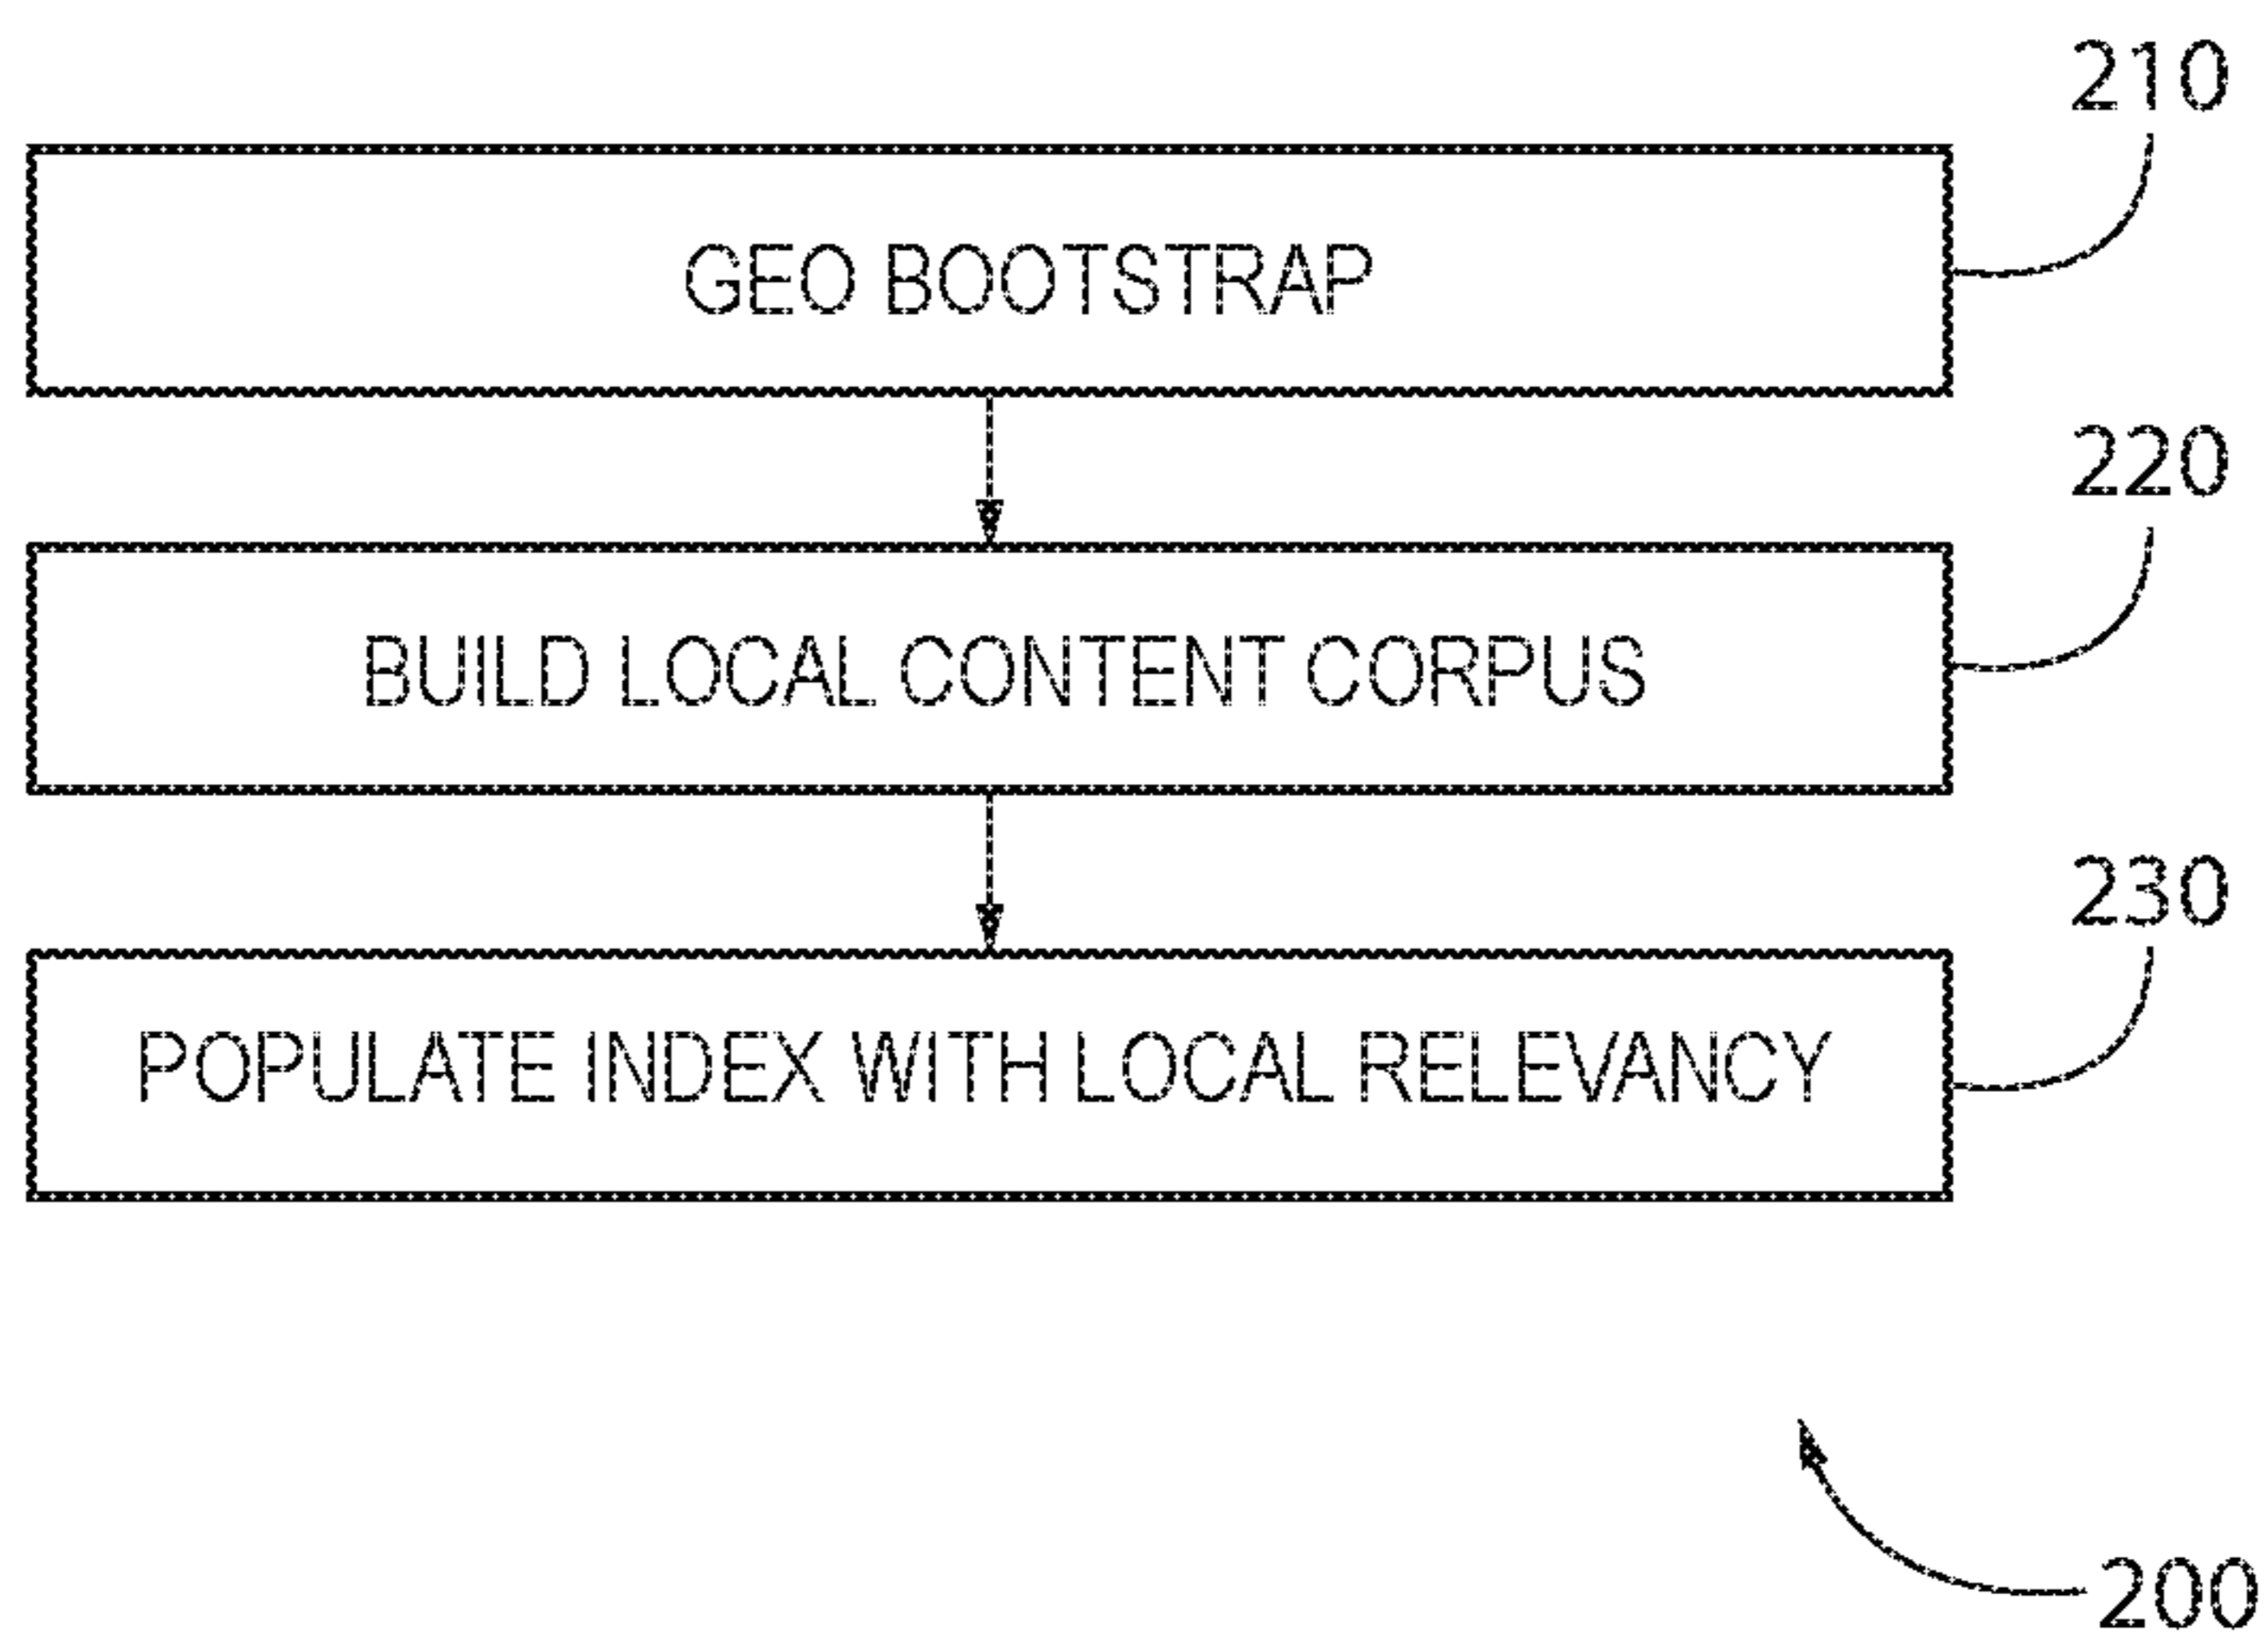 210
GEO BOOTSTRAP
220
BUILD LOCAL CONTENT CORPUS
230
POPULATE INDEX WITH LOCAL RELEVANCY
200